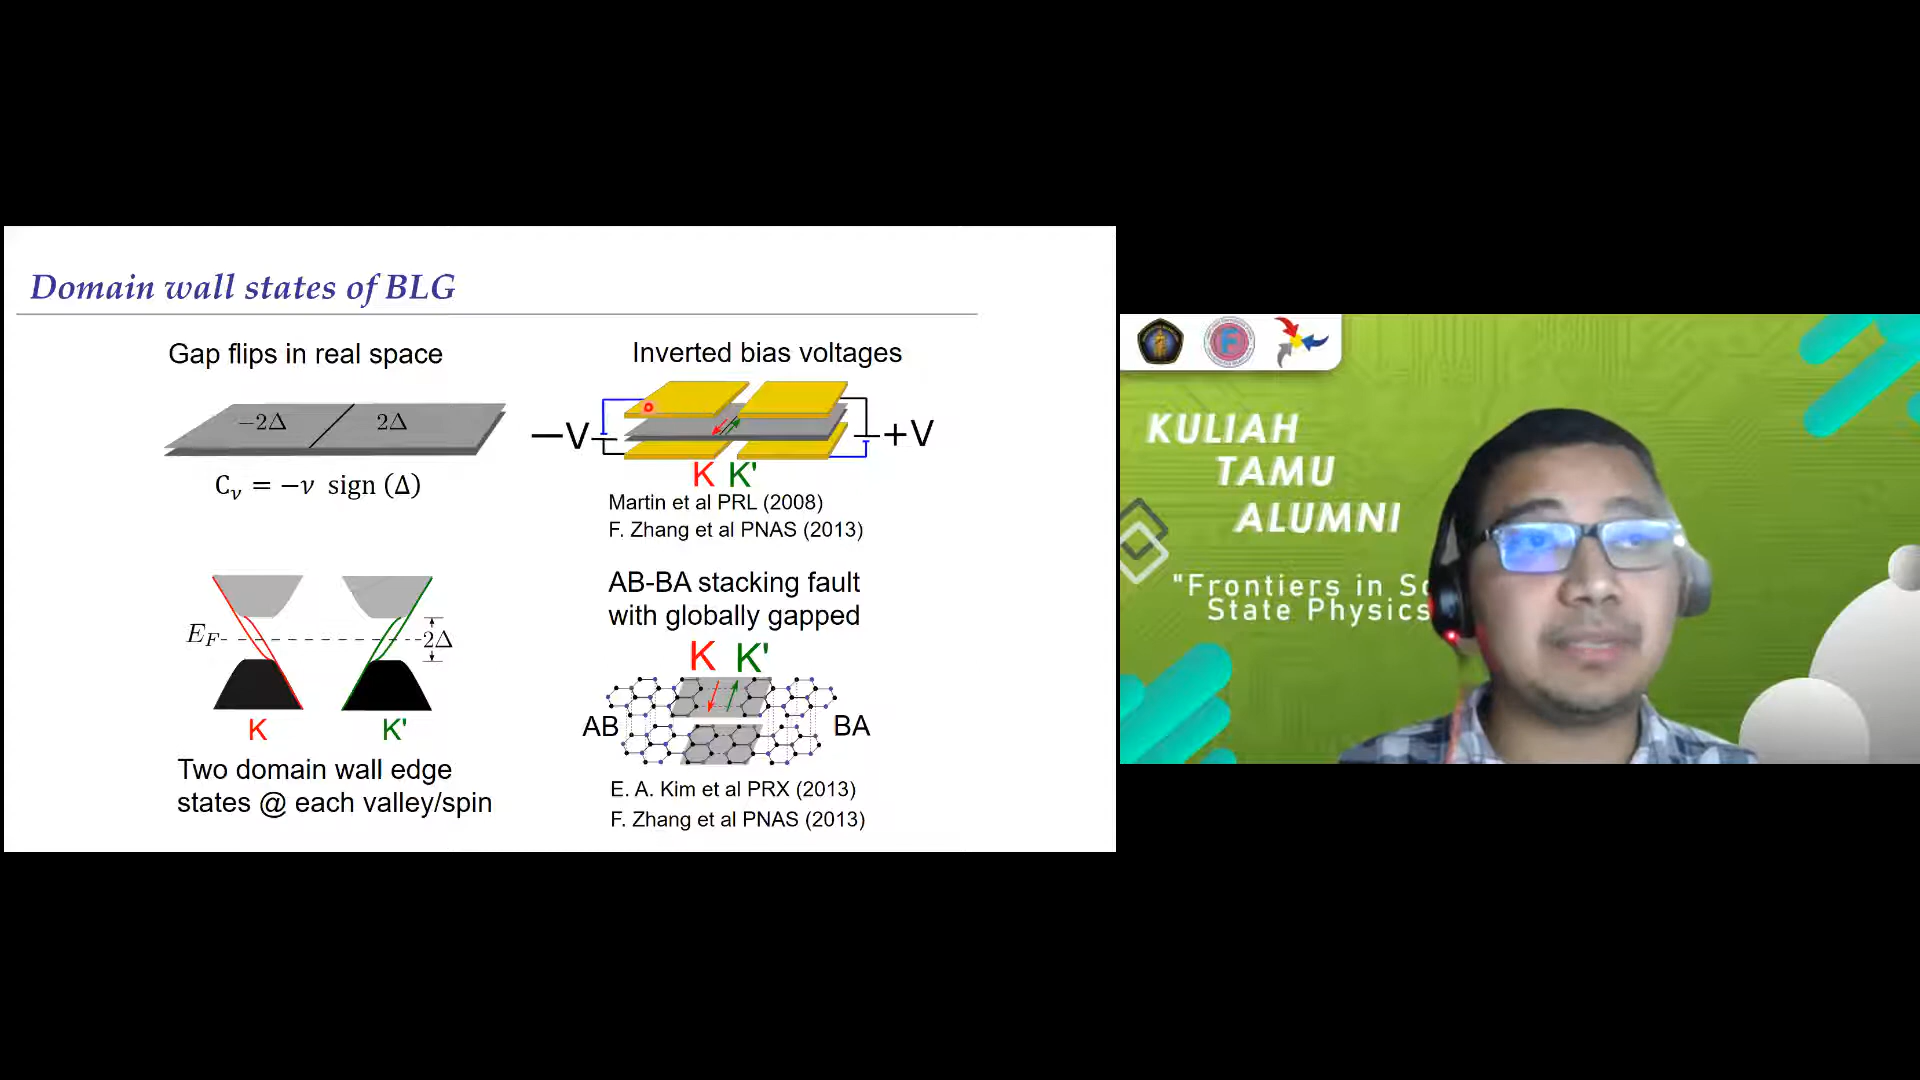 Domain wall states of BLG
Gap flips in real space
−2Δ
2Δ
Cν = −ν sign (Δ)
EF
2Δ
K
K'
Two domain wall edge
states @ each valley/spin
Inverted bias voltages
−V
+V
K K'
Martin et al PRL (2008)
F. Zhang et al PNAS (2013)
AB-BA stacking fault
with globally gapped
K K'
AB
BA
E. A. Kim et al PRX (2013)
F. Zhang et al PNAS (2013)
KULIAH
TAMU
ALUMNI
"Frontiers in
State Physics